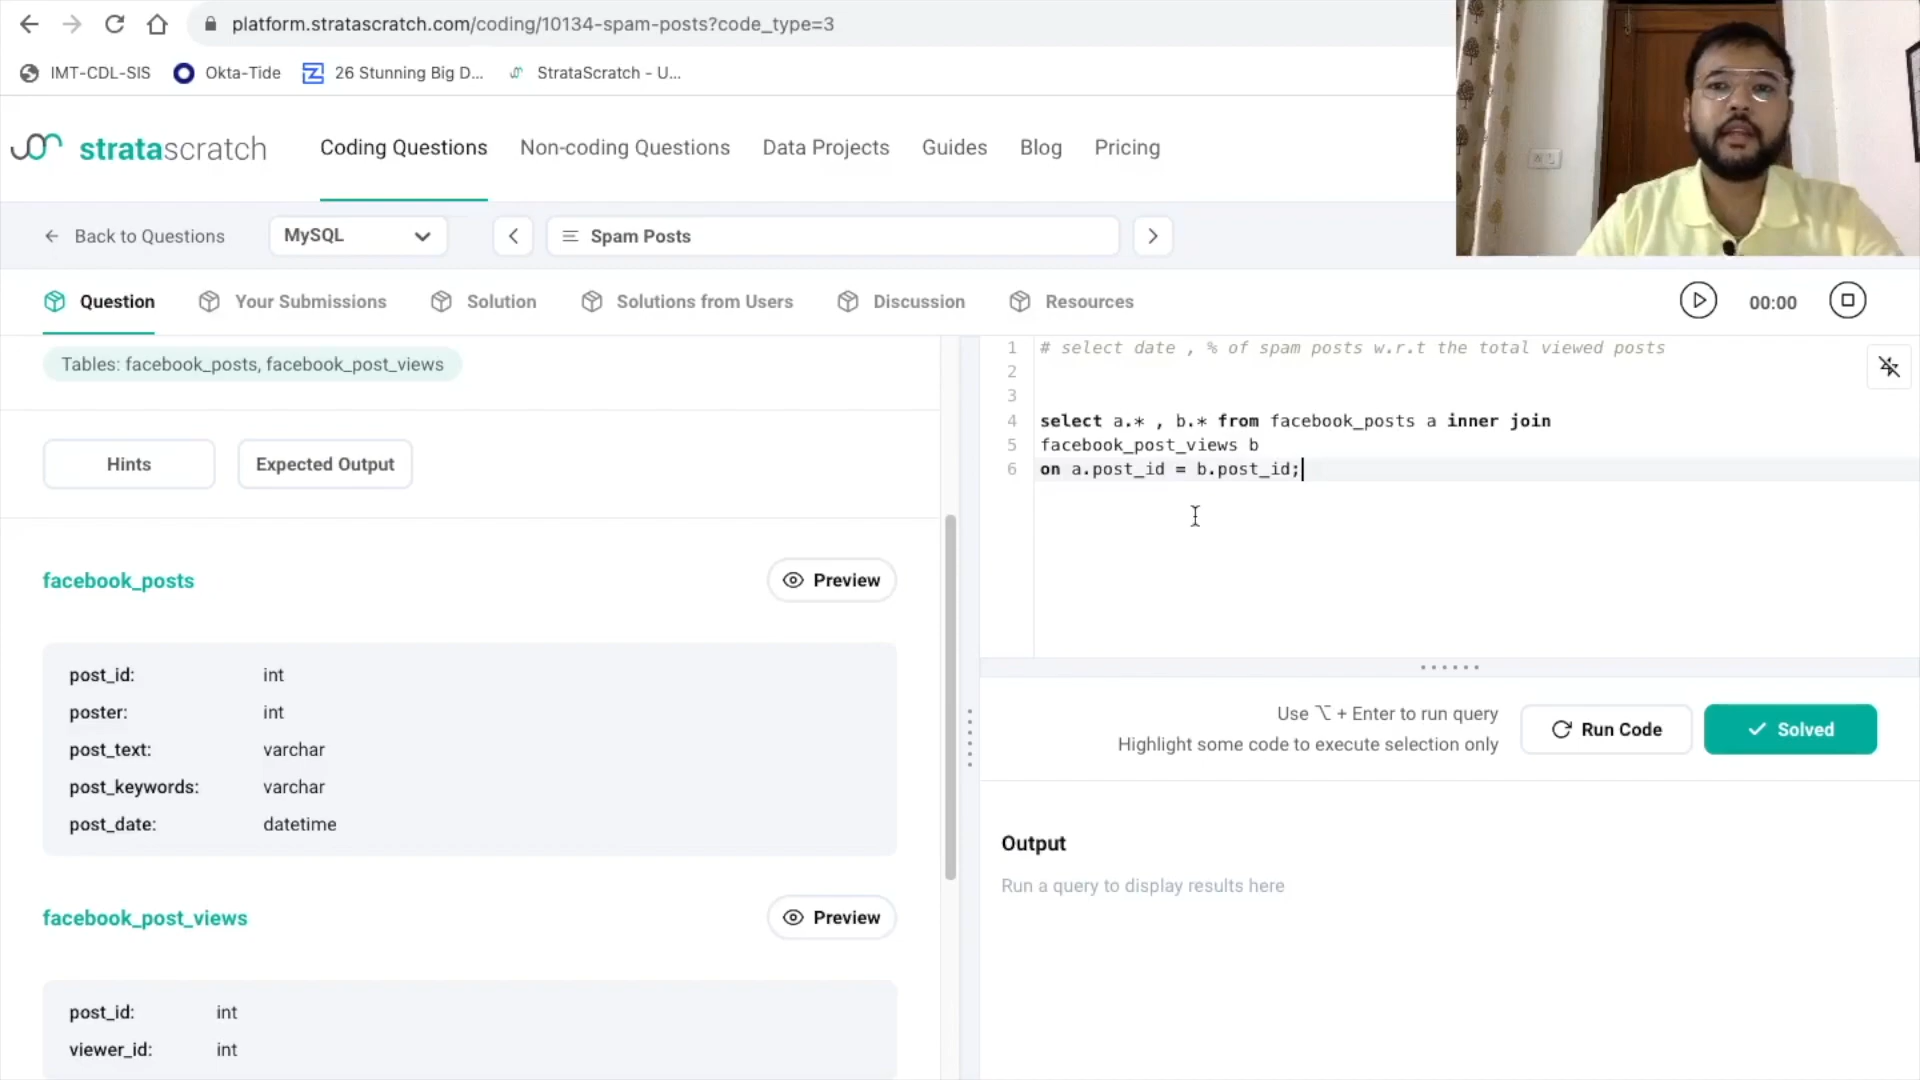 platform.stratascratch.com/coding/10134-spam-posts?code_type=3
IMT-CDL-SIS Okta-Tide 26 Stunning Big D... StrataScratch - U...
stratascratch Coding Questions Non-coding Questions Data Projects Guides Blog Pricing
Back to Questions MySQL Spam Posts
Question Your Submissions Solution Solutions from Users Discussion Resources 00:00
Tables: facebook_posts, facebook_post_views
Hints Expected Output
facebook_posts Preview
post_id: int
poster: int
post_text: varchar
post_keywords: varchar
post_date: datetime
facebook_post_views Preview
post_id: int
viewer_id: int
1 # select date , % of spam posts w.r.t the total viewed posts
2
3
4 select a.* , b.* from facebook_posts a inner join
5 facebook_post_views b
6 on a.post_id = b.post_id;
Use ⌥ + Enter to run query
Highlight some code to execute selection only
Run Code Solved
Output
Run a query to display results here